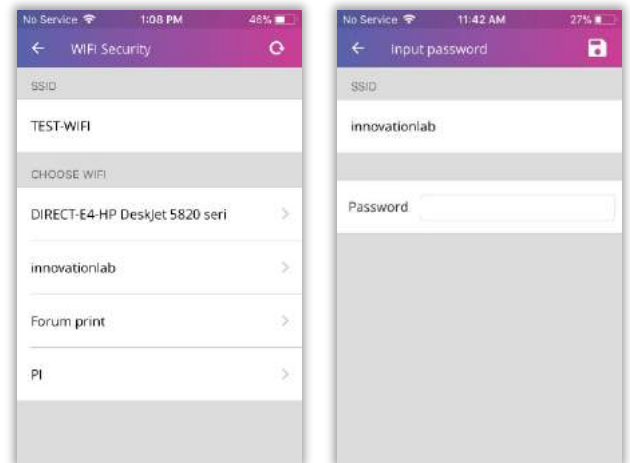 No Service 1:08 PM 46%
WiFi Security
SSID
TEST-WIFI
CHOOSE WIFI
DIRECT-E4-HP DeskJet 5820 seri
innovationlab
Forum print
PI
No Service 11:42 AM 27%
Input password
SSID
innovationlab
Password